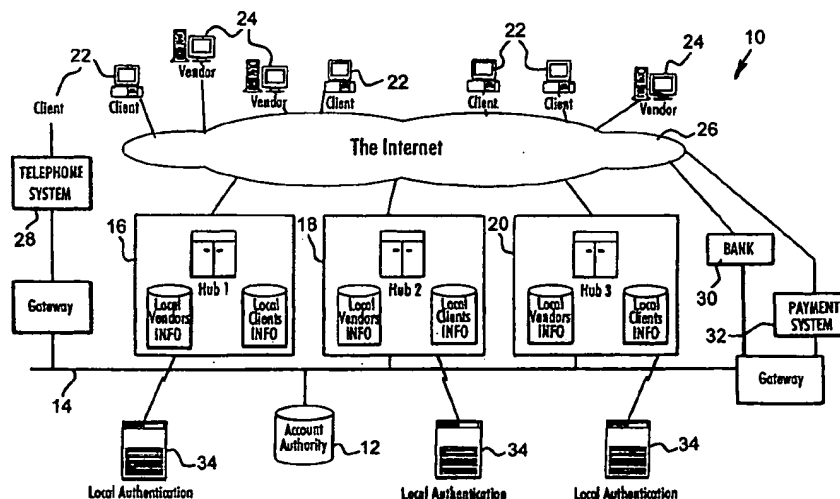 24
22
24
10
22
Vendor
22
Client
Client
Vendor
Client
Client
Client
Vendor
26
The Internet
TELEPHONE
SYSTEM
28
16
18
20
Hub 1
Hub 2
Hub 3
BANK
30
Local
Vendors
INFO
Local
Clients
INFO
Local
Vendors
INFO
Local
Clients
INFO
Local
Vendors
INFO
Local
Clients
INFO
Gateway
PAYMENT
SYSTEM
32
Gateway
14
Account
Authority
12
34
34
34
Local Authentication
Local Authentication
Local Authentication